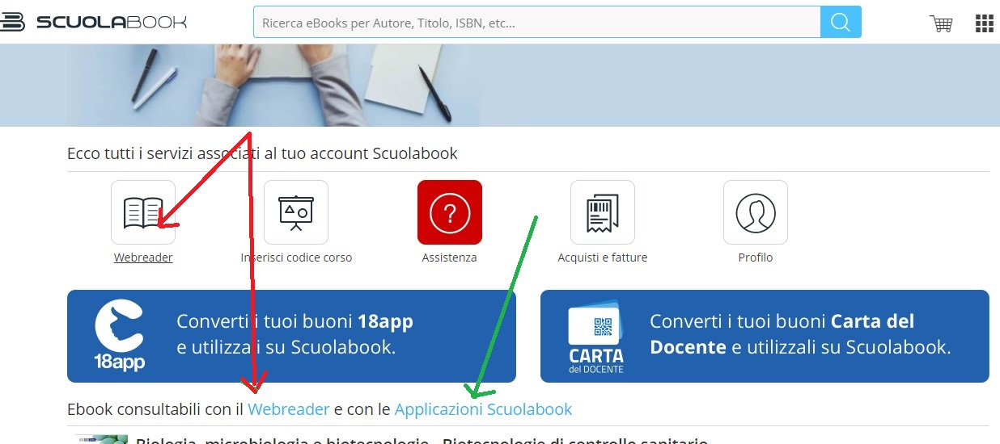 SCUOLABOOK
Ricerca eBooks per Autore, Titolo, ISBN, etc...
Ecco tutti i servizi associati al tuo account Scuolabook
Webreader
Inserisci codice corso
?
Assistenza
Acquisti e fatture
Profilo
18app
Converti i tuoi buoni 18app
e utilizzali su Scuolabook.
CARTA
del DOCENTE
Converti i tuoi buoni Carta del
Docente e utilizzali su Scuolabook.
Ebook consultabili con il Webreader e con le Applicazioni Scuolabook
Biologia, microbiologia e biotecnologie - Biotecnologie di controllo sanitario